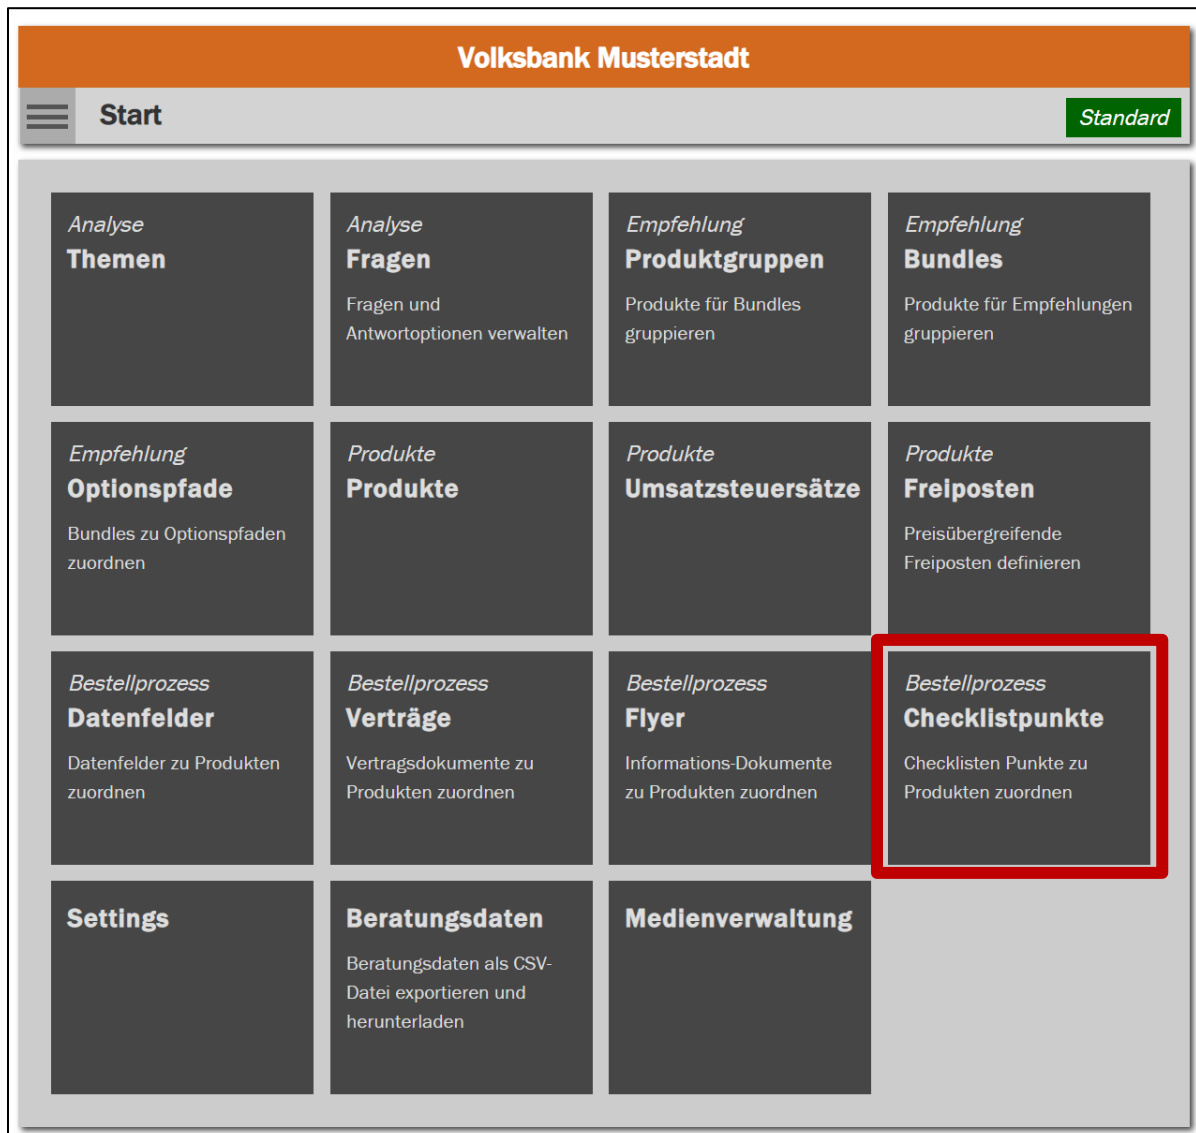 Volksbank Musterstadt
Start
Standard
Analyse
Themen
Analyse
Fragen
Fragen und
Antwortoptionen verwalten
Empfehlung
Produktgruppen
Produkte für Bundles
gruppieren
Empfehlung
Bundles
Produkte für Empfehlungen
gruppieren
Empfehlung
Optionspfade
Bundles zu Optionspfaden
zuordnen
Produkte
Produkte
Produkte
Umsatzsteuersätze
Produkte
Freiposten
Preisübergreifende
Freiposten definieren
Bestellprozess
Datenfelder
Datenfelder zu Produkten
zuordnen
Bestellprozess
Verträge
Vertragsdokumente zu
Produkten zuordnen
Bestellprozess
Flyer
Informations-Dokumente
zu Produkten zuordnen
Bestellprozess
Checklistpunkte
Checklisten Punkte zu
Produkten zuordnen
Settings
Beratungsdaten
Beratungsdaten als CSV-
Datei exportieren und
herunterladen
Medienverwaltung